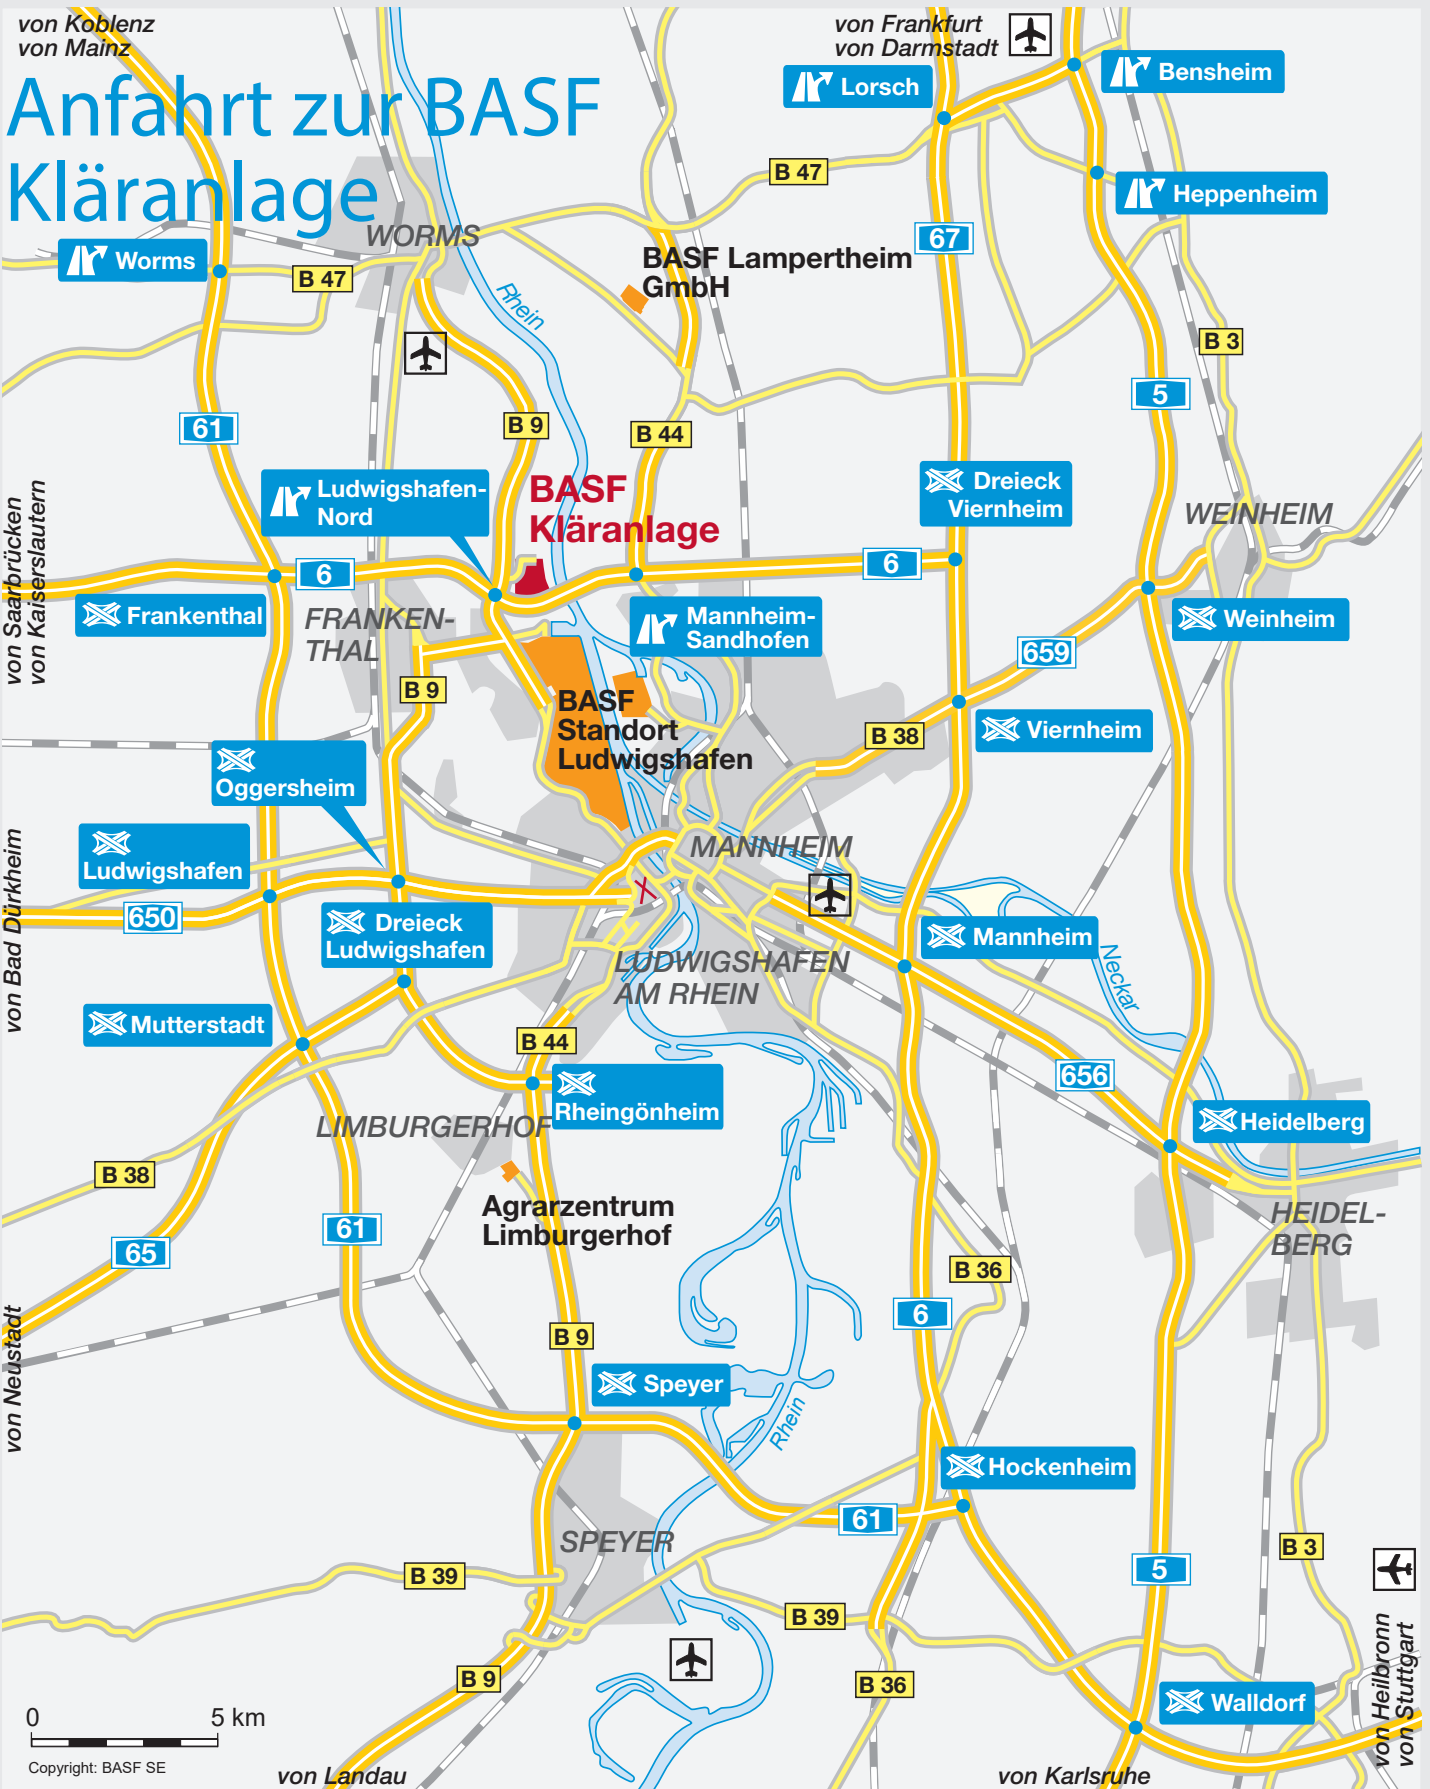 von Koblenz
von Mainz
von Frankfurt
von Darmstadt
Anfahrt zur BASF
Kläranlage
Lorsch
Bensheim
B 47
Heppenheim
WORMS
67
Worms
B 47
BASF Lampertheim
GmbH
Rhein
B 3
5
61
B 9
B 44
von Saarbrücken
von Kaiserslautern
Ludwigshafen-
Nord
BASF
Kläranlage
Dreieck
Viernheim
WEINHEIM
6
6
Frankenthal
FRANKEN-
THAL
Mannheim-
Sandhofen
Weinheim
659
B 9
BASF
Standort
Ludwigshafen
B 38
Viernheim
Oggersheim
von Bad Dürkheim
Ludwigshafen
MANNHEIM
650
Dreieck
Ludwigshafen
Mannheim
LUDWIGSHAFEN
AM RHEIN
Neckar
Mutterstadt
B 44
656
Rheingönheim
LIMBURGERHOF
Heidelberg
B 38
Agrarzentrum
Limburgerhof
HEIDEL-
BERG
61
65
B 36
6
B 9
von Neustadt
Speyer
Rhein
Hockenheim
61
SPEYER
B 3
B 39
5
B 39
von Heilbronn
von Stuttgart
B 9
B 36
Walldorf
0 5 km
Copyright: BASF SE
von Landau
von Karlsruhe